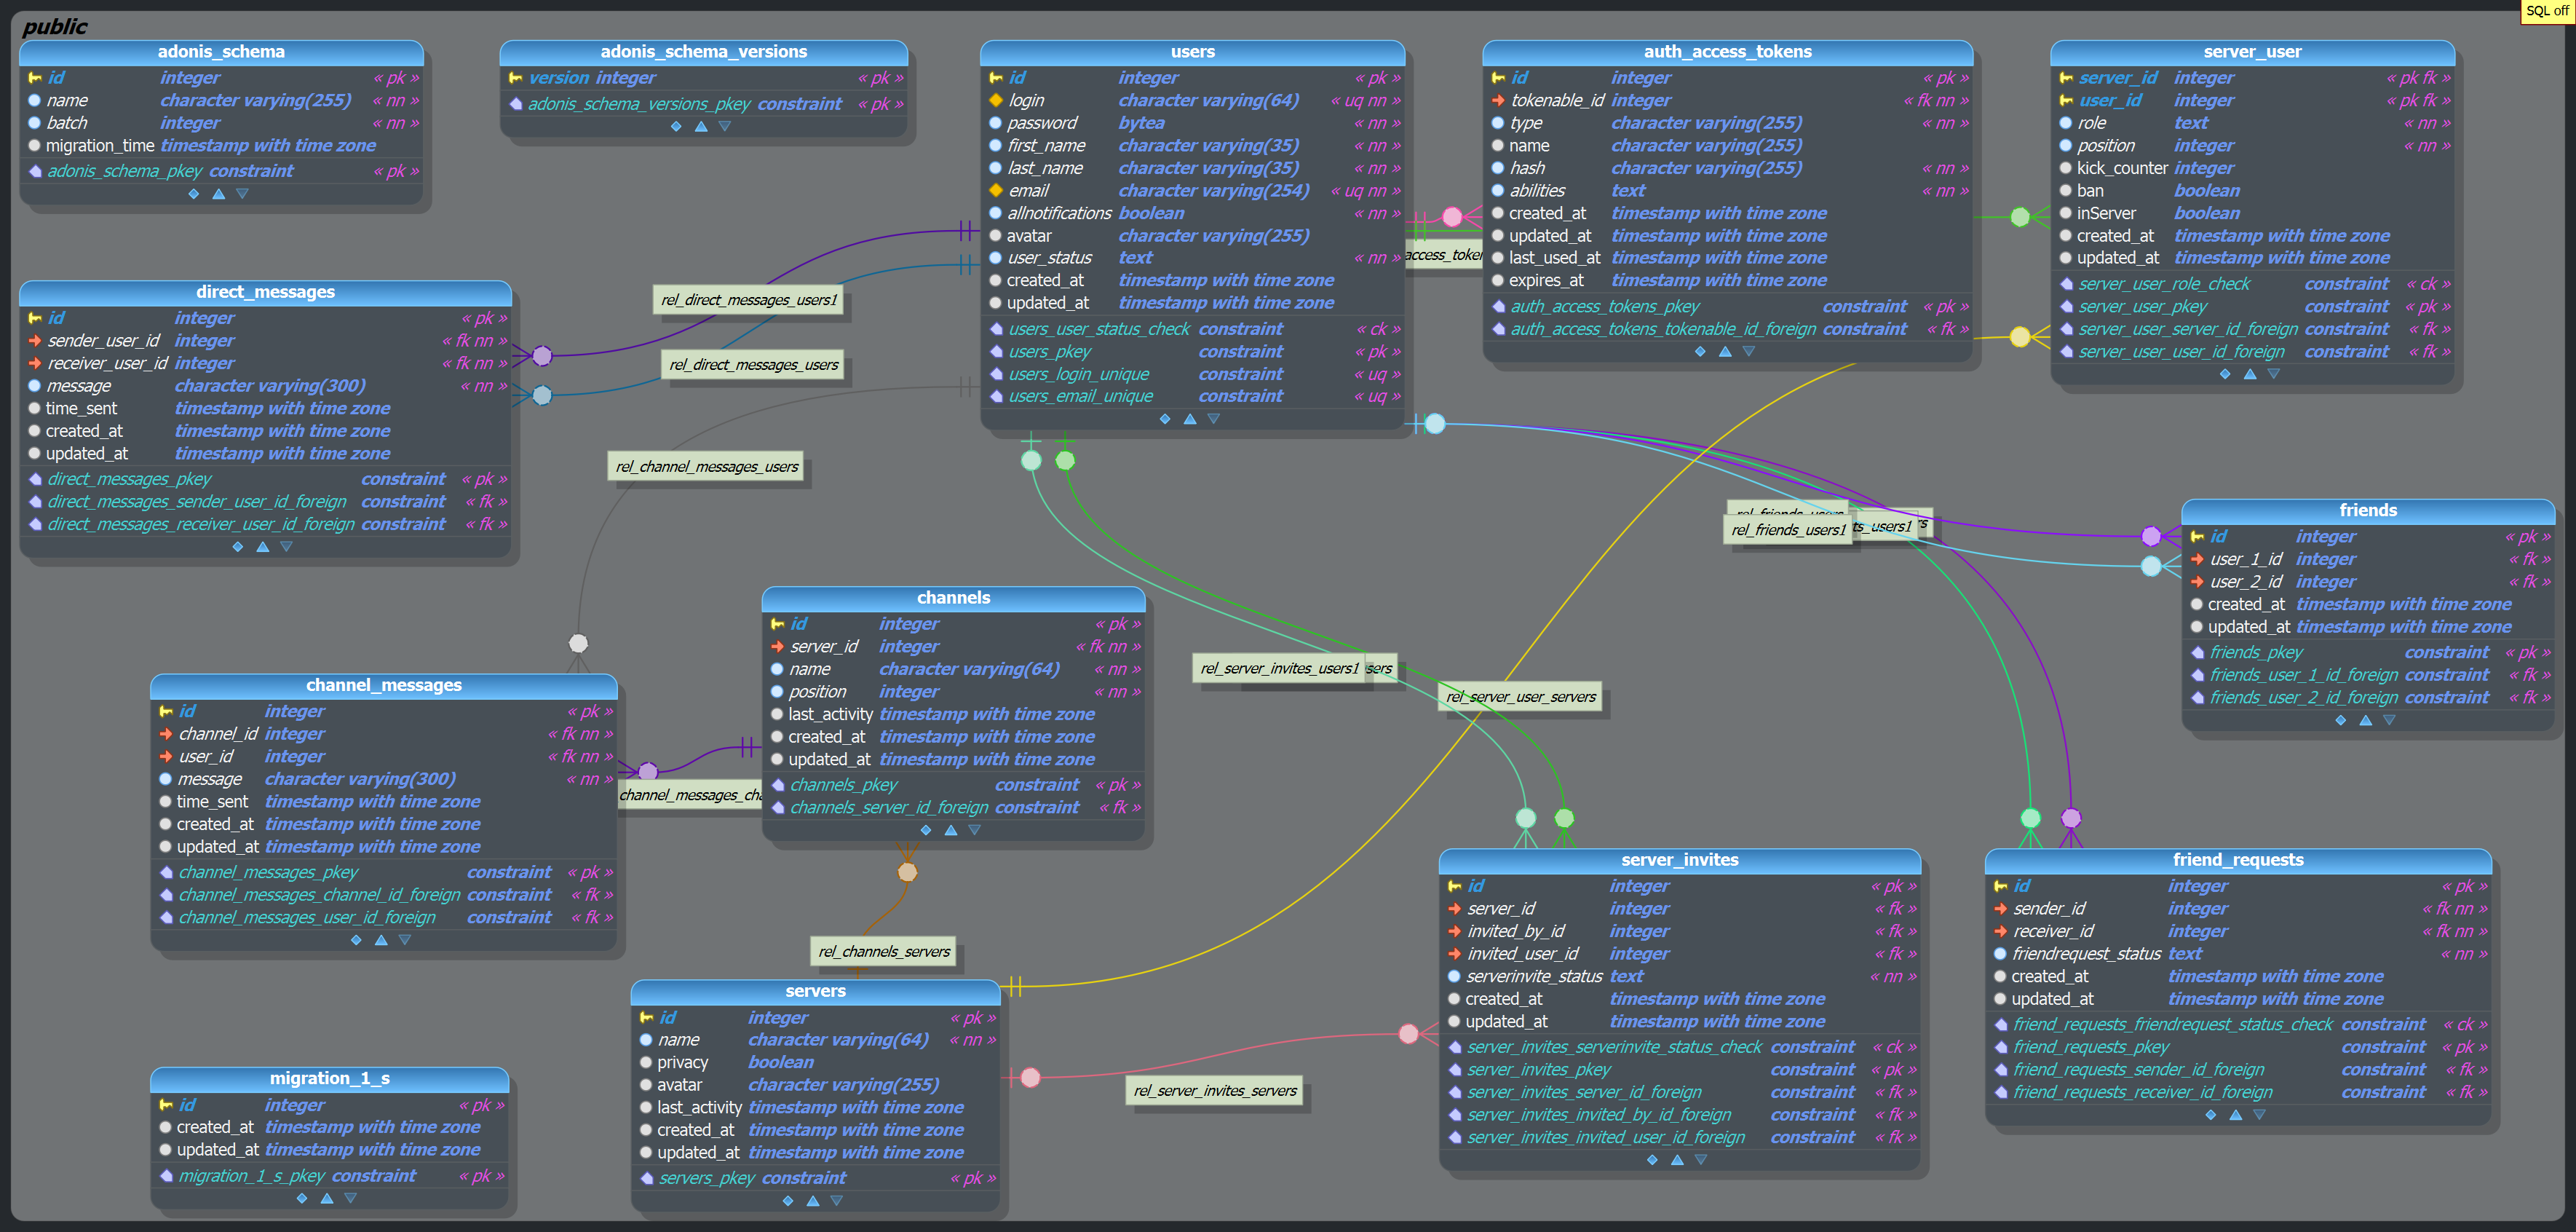 public
SQL off
adonis_schema
id integer « pk »
name character varying(255) « nn »
batch integer « nn »
migration_time timestamp with time zone
adonis_schema_pkey constraint « pk »
adonis_schema_versions
version integer « pk »
adonis_schema_versions_pkey constraint « pk »
users
id integer « pk »
login character varying(64) « uq nn »
password bytea « nn »
first_name character varying(35) « nn »
last_name character varying(35) « nn »
email character varying(254) « uq nn »
allnotifications boolean « nn »
avatar character varying(255)
user_status text « nn »
created_at timestamp with time zone
updated_at timestamp with time zone
users_user_status_check constraint « ck »
users_pkey constraint « pk »
users_login_unique constraint « uq »
users_email_unique constraint « uq »
auth_access_tokens
id integer « pk »
tokenable_id integer « fk nn »
type character varying(255) « nn »
name character varying(255)
hash character varying(255) « nn »
abilities text « nn »
created_at timestamp with time zone
updated_at timestamp with time zone
last_used_at timestamp with time zone
expires_at timestamp with time zone
auth_access_tokens_pkey constraint « pk »
auth_access_tokens_tokenable_id_foreign constraint « fk »
server_user
server_id integer « pk fk »
user_id integer « pk fk »
role text « nn »
position integer « nn »
kick_counter integer
ban boolean
inServer boolean
created_at timestamp with time zone
updated_at timestamp with time zone
server_user_role_check constraint « ck »
server_user_pkey constraint « pk »
server_user_server_id_foreign constraint « fk »
server_user_user_id_foreign constraint « fk »
direct_messages
id integer « pk »
sender_user_id integer « fk nn »
receiver_user_id integer « fk nn »
message character varying(300) « nn »
time_sent timestamp with time zone
created_at timestamp with time zone
updated_at timestamp with time zone
direct_messages_pkey constraint « pk »
direct_messages_sender_user_id_foreign constraint « fk »
direct_messages_receiver_user_id_foreign constraint « fk »
rel_direct_messages_users1
rel_direct_messages_users
rel_channel_messages_users
rel_friends_users
rel_friends_users1
ts_users1
friends
id integer « pk »
user_1_id integer « fk »
user_2_id integer « fk »
created_at timestamp with time zone
updated_at timestamp with time zone
friends_pkey constraint « pk »
friends_user_1_id_foreign constraint « fk »
friends_user_2_id_foreign constraint « fk »
channels
id integer « pk »
server_id integer « fk nn »
name character varying(64) « nn »
position integer « nn »
last_activity timestamp with time zone
created_at timestamp with time zone
updated_at timestamp with time zone
channels_pkey constraint « pk »
channels_server_id_foreign constraint « fk »
rel_server_invites_users1
rel_server_user_servers
channel_messages
id integer « pk »
channel_id integer « fk nn »
user_id integer « fk nn »
message character varying(300) « nn »
time_sent timestamp with time zone
created_at timestamp with time zone
updated_at timestamp with time zone
channel_messages_pkey constraint « pk »
channel_messages_channel_id_foreign constraint « fk »
channel_messages_user_id_foreign constraint « fk »
rel_channels_servers
servers
id integer « pk »
name character varying(64) « nn »
privacy boolean
avatar character varying(255)
last_activity timestamp with time zone
created_at timestamp with time zone
updated_at timestamp with time zone
servers_pkey constraint « pk »
rel_server_invites_servers
server_invites
id integer « pk »
server_id integer « fk »
invited_by_id integer « fk »
invited_user_id integer « fk »
serverinvite_status text « nn »
created_at timestamp with time zone
updated_at timestamp with time zone
server_invites_serverinvite_status_check constraint « ck »
server_invites_pkey constraint « pk »
server_invites_server_id_foreign constraint « fk »
server_invites_invited_by_id_foreign constraint « fk »
server_invites_invited_user_id_foreign constraint « fk »
friend_requests
id integer « pk »
sender_id integer « fk nn »
receiver_id integer « fk nn »
friendrequest_status text « nn »
created_at timestamp with time zone
updated_at timestamp with time zone
friend_requests_friendrequest_status_check constraint « ck »
friend_requests_pkey constraint « pk »
friend_requests_sender_id_foreign constraint « fk »
friend_requests_receiver_id_foreign constraint « fk »
migration_1_s
id integer « pk »
created_at timestamp with time zone
updated_at timestamp with time zone
migration_1_s_pkey constraint « pk »